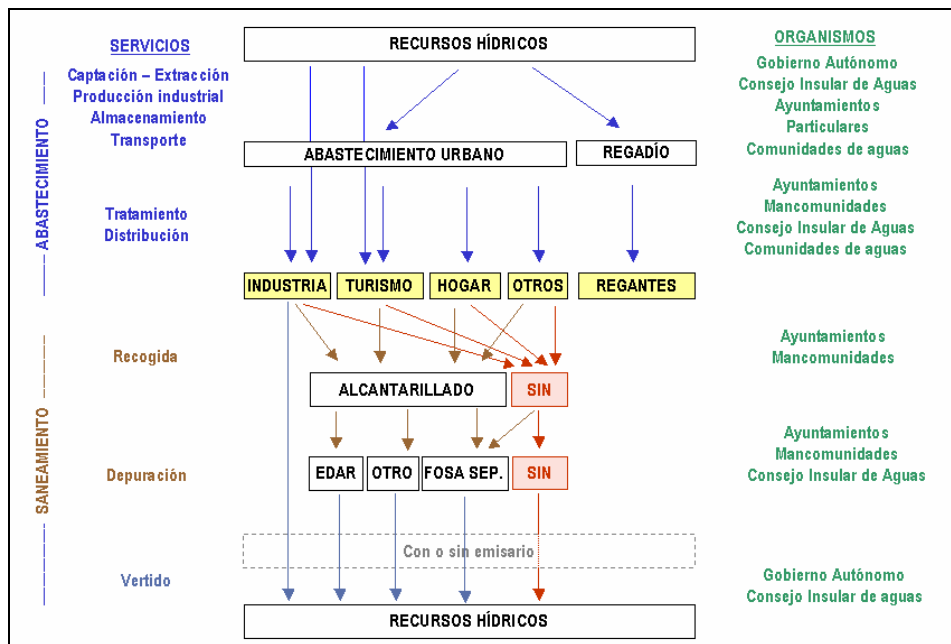 SERVICIOS
RECURSOS HÍDRICOS
ORGANISMOS
Captación – Extracción
Producción industrial
Almacenamiento
Transporte
Gobierno Autónomo
Consejo Insular de Aguas
Ayuntamientos
Particulares
Comunidades de aguas
ABASTECIMIENTO
ABASTECIMIENTO URBANO
REGADÍO
Tratamiento
Distribución
Ayuntamientos
Mancomunidades
Consejo Insular de Aguas
Comunidades de aguas
INDUSTRIA
TURISMO
HOGAR
OTROS
REGANTES
SANEAMIENTO
Recogida
Ayuntamientos
Mancomunidades
ALCANTARILLADO
SIN
Depuración
EDAR
OTRO
FOSA SEP.
SIN
Ayuntamientos
Mancomunidades
Consejo Insular de Aguas
Con o sin emisario
Vertido
Gobierno Autónomo
Consejo Insular de aguas
RECURSOS HÍDRICOS